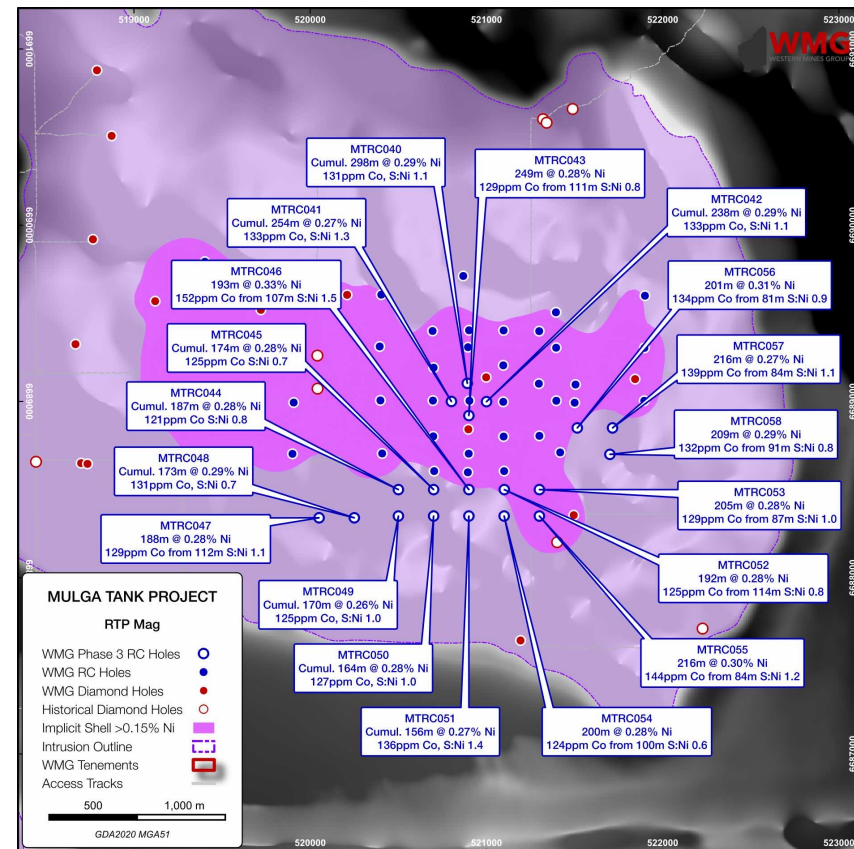 519000
520000
521000
522000
523000
6691000
6690000
6689000
6688000
6687000
WMG
WESTERN MINES GROUP
MTRC040
Cumul. 298m @ 0.29% Ni
131ppm Co, S:Ni 1.1
MTRC043
249m @ 0.28% Ni
129ppm Co from 111m S:Ni 0.8
MTRC041
Cumul. 254m @ 0.27% Ni
133ppm Co, S:Ni 1.3
MTRC042
Cumul. 238m @ 0.29% Ni
133ppm Co, S:Ni 1.1
MTRC046
193m @ 0.33% Ni
152ppm Co from 107m S:Ni 1.5
MTRC056
201m @ 0.31% Ni
134ppm Co from 81m S:Ni 0.9
MTRC045
Cumul. 174m @ 0.28% Ni
125ppm Co S:Ni 0.7
MTRC057
216m @ 0.27% Ni
139ppm Co from 84m S:Ni 1.1
MTRC044
Cumul. 187m @ 0.28% Ni
121ppm Co S:Ni 0.8
MTRC058
209m @ 0.29% Ni
132ppm Co from 91m S:Ni 0.8
MTRC048
Cumul. 173m @ 0.29% Ni
131ppm Co, S:Ni 0.7
MTRC053
205m @ 0.28% Ni
129ppm Co from 87m S:Ni 1.0
MTRC047
188m @ 0.28% Ni
129ppm Co from 112m S:Ni 1.1
MTRC052
192m @ 0.28% Ni
125ppm Co from 114m S:Ni 0.8
MTRC049
Cumul. 170m @ 0.26% Ni
125ppm Co, S:Ni 1.0
MTRC050
Cumul. 164m @ 0.28% Ni
127ppm Co, S:Ni 1.0
MTRC055
216m @ 0.30% Ni
144ppm Co from 84m S:Ni 1.2
MTRC051
Cumul. 156m @ 0.27% Ni
136ppm Co, S:Ni 1.4
MTRC054
200m @ 0.28% Ni
124ppm Co from 100m S:Ni 0.6
MULGA TANK PROJECT
RTP Mag
WMG Phase 3 RC Holes
WMG RC Holes
WMG Diamond Holes
Historical Diamond Holes
Implicit Shell >0.15% Ni
Intrusion Outline
WMG Tenements
Access Tracks
500
1,000 m
GDA2020 MGA51
520000
521000
522000
523000